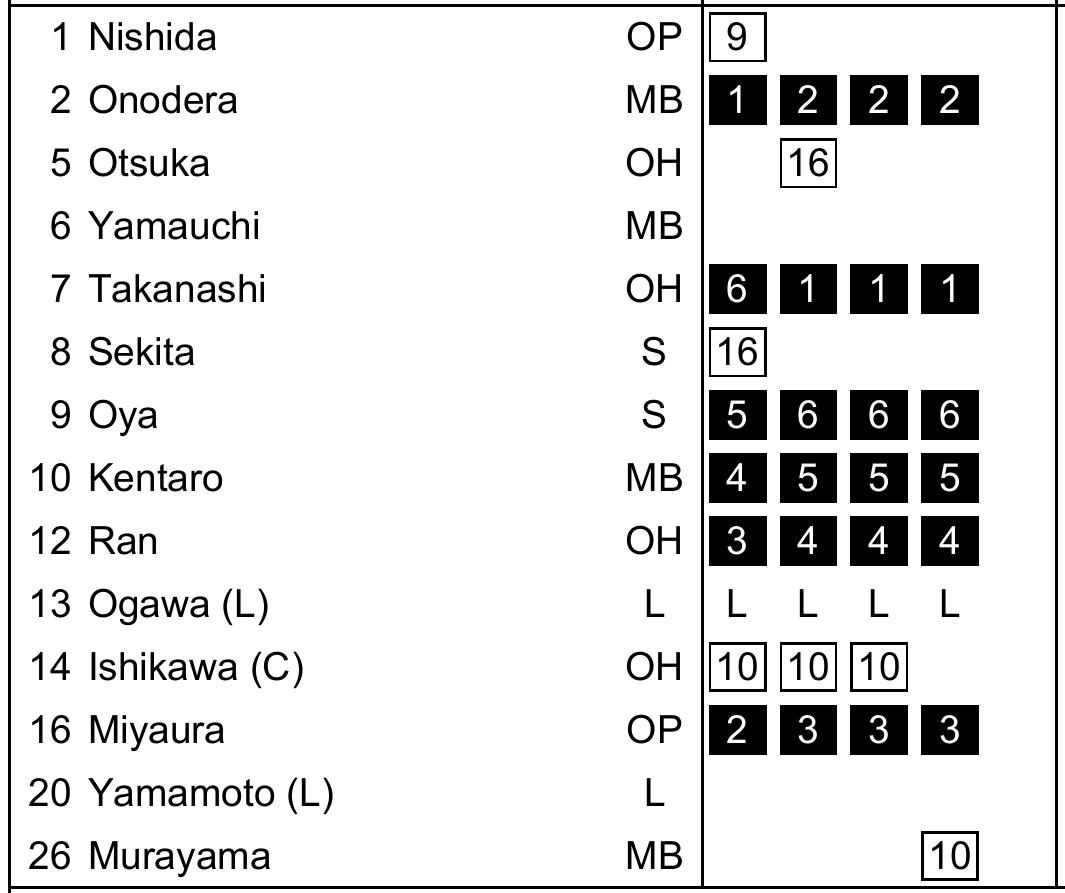 1 Nishida OP 9
2 Onodera MB 1 2 2 2
5 Otsuka OH 16
6 Yamauchi MB
7 Takanashi OH 6 1 1 1
8 Sekita S 16
9 Oya S 5 6 6 6
10 Kentaro MB 4 5 5 5
12 Ran OH 3 4 4 4
13 Ogawa (L) L L L L L
14 Ishikawa (C) OH 10 10 10
16 Miyaura OP 2 3 3 3
20 Yamamoto (L) L
26 Murayama MB 10